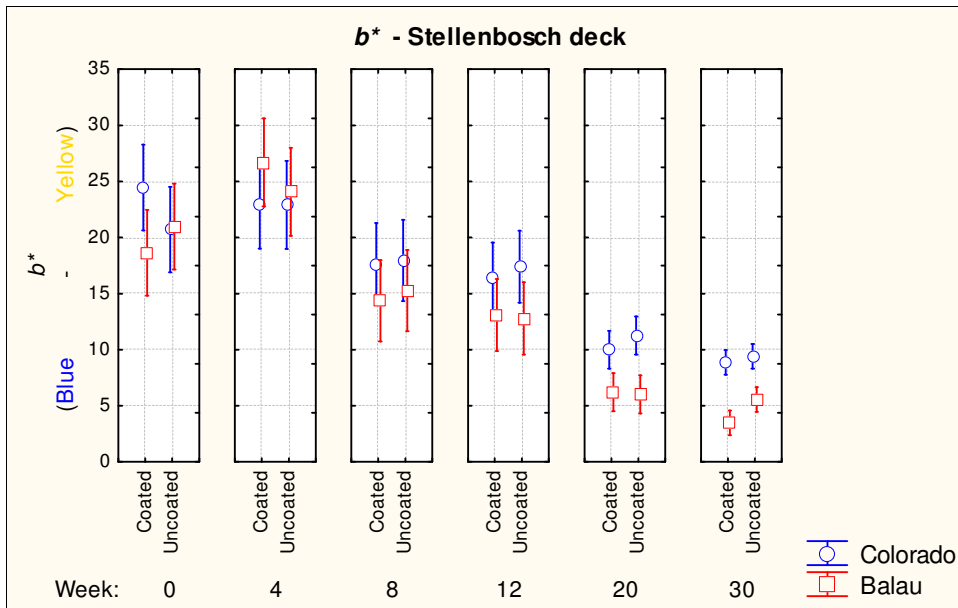 b* - Stellenbosch deck
b*
(Blue - Yellow)
35
30
25
20
15
10
5
0
Coated
Uncoated
Coated
Uncoated
Coated
Uncoated
Coated
Uncoated
Coated
Uncoated
Coated
Uncoated
Week: 0 4 8 12 20 30
Colorado
Balau